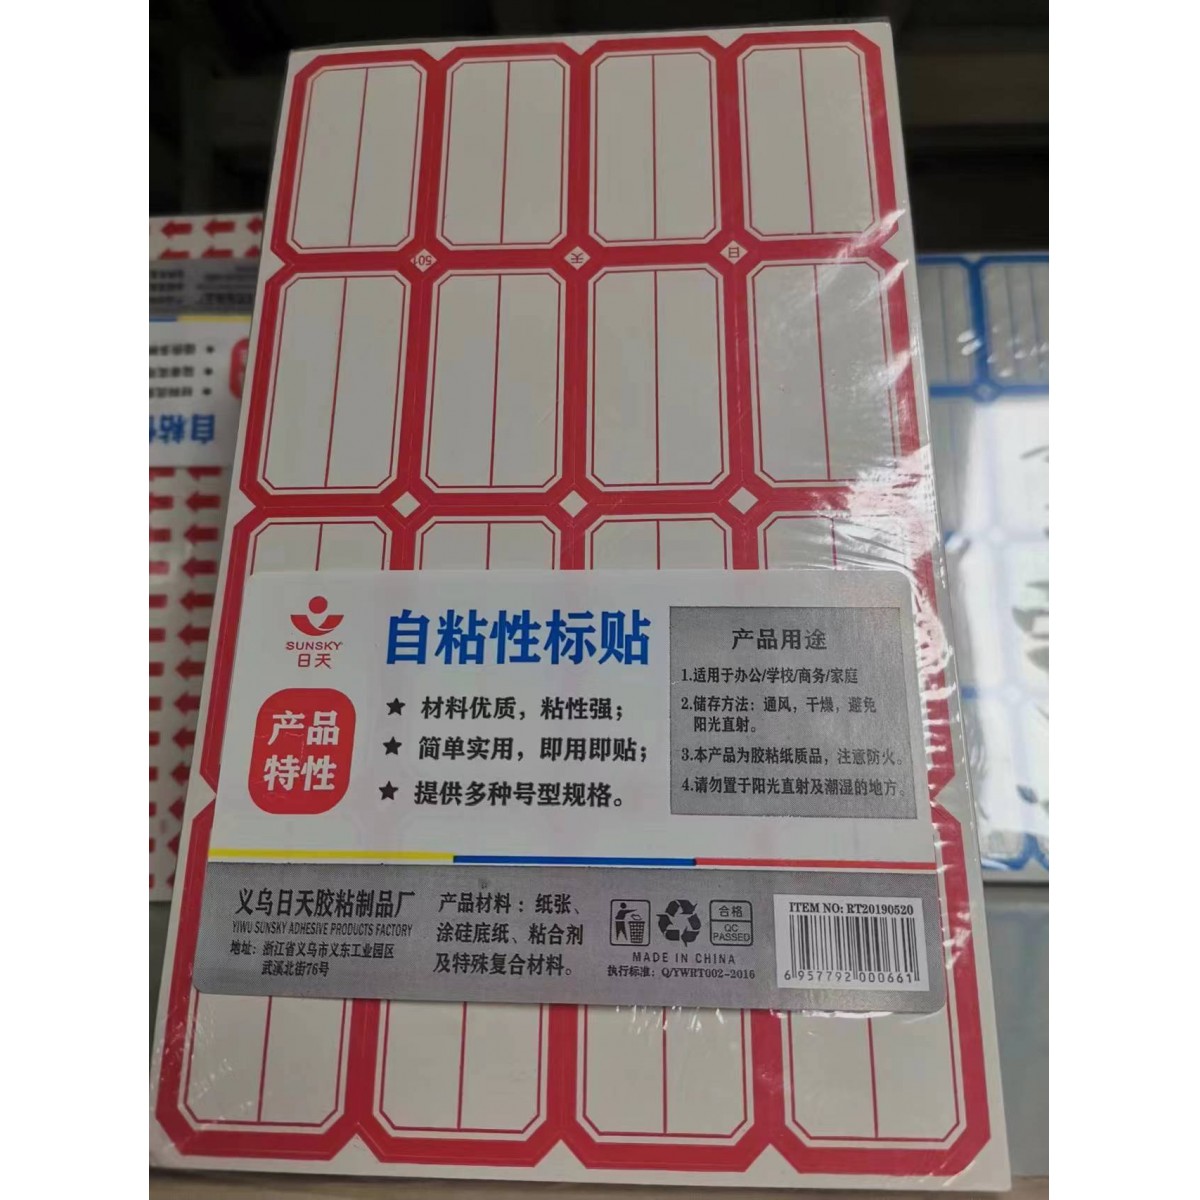 501
天
日
SUNSKY
日天
自粘性标贴
产品特性
★ 材料优质，粘性强；
★ 简单实用，即用即贴；
★ 提供多种号型规格。
产品用途
1.适用于办公/学校/商务/家庭
2.储存方法：通风，干燥，避免
阳光直射。
3.本产品为胶粘纸质品，注意防火。
4.请勿置于阳光直射及潮湿的地方。
义乌日天胶粘制品厂
YIWU SUNSKY ADHESIVE PRODUCTS FACTORY
地址：浙江省义乌市义东工业园区
武溪北街76号
产品材料：纸张、
涂硅底纸、粘合剂
及特殊复合材料。
合格
QC
PASSED
MADE IN CHINA
执行标准：Q/YWRT002-2016
ITEM NO: RT20190520
6 957792 000661
自粘性